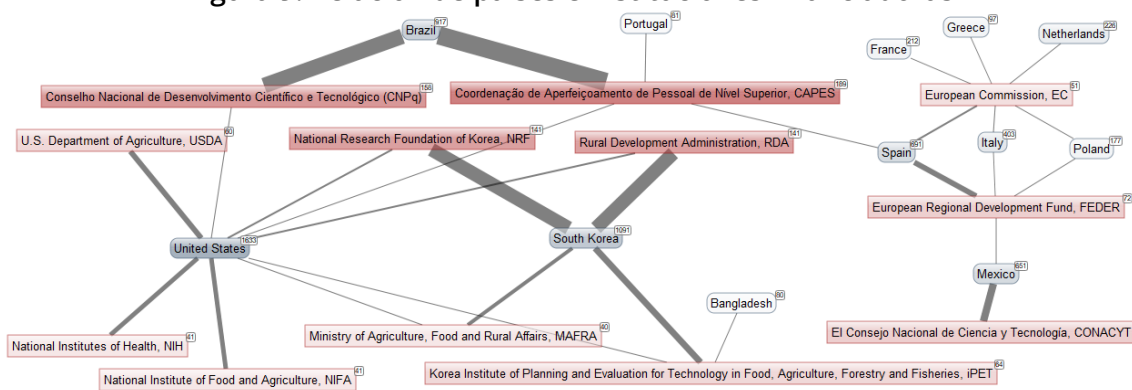 Brazil 917
Portugal 81
Greece 97
Netherlands 226
France 212
Conselho Nacional de Desenvolvimento Científico e Tecnológico (CNPq) 158
Coordenação de Aperfeiçoamento de Pessoal de Nível Superior, CAPES 189
European Commission, EC 51
U.S. Department of Agriculture, USDA 60
National Research Foundation of Korea, NRF 141
Rural Development Administration, RDA 141
Spain 691
Italy 403
Poland 177
European Regional Development Fund, FEDER 72
United States 1633
South Korea 1091
Mexico 651
Bangladesh 80
National Institutes of Health, NIH 41
Ministry of Agriculture, Food and Rural Affairs, MAFRA 40
El Consejo Nacional de Ciencia y Tecnología, CONACYT
National Institute of Food and Agriculture, NIFA 41
Korea Institute of Planning and Evaluation for Technology in Food, Agriculture, Forestry and Fisheries, iPET 64